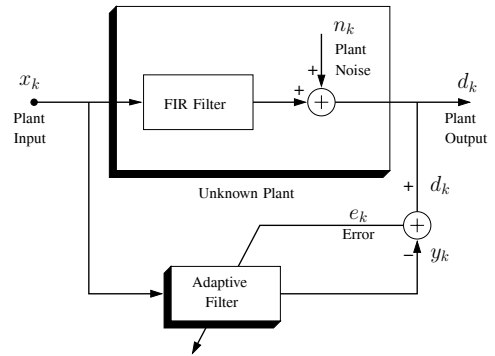 n_k
Plant
Noise
x_k
d_k
+
FIR Filter
+
+
Plant
Input
Plant
Output
Unknown Plant
+
d_k
e_k
+
Error
−
y_k
Adaptive
Filter